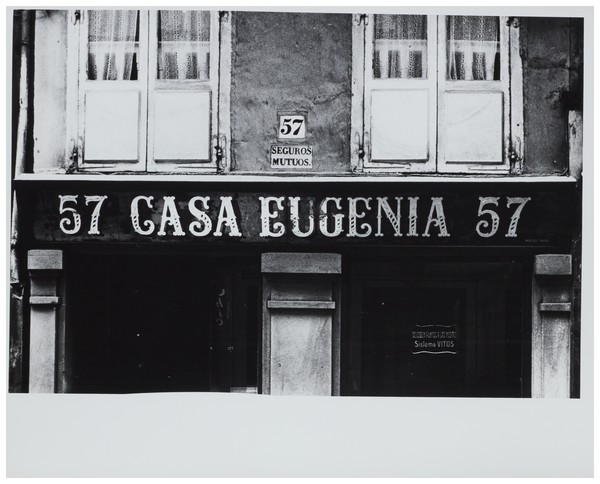 57
SEGUROS
MUTUOS.
57 CASA EUGENIA 57
Sistema VITOS